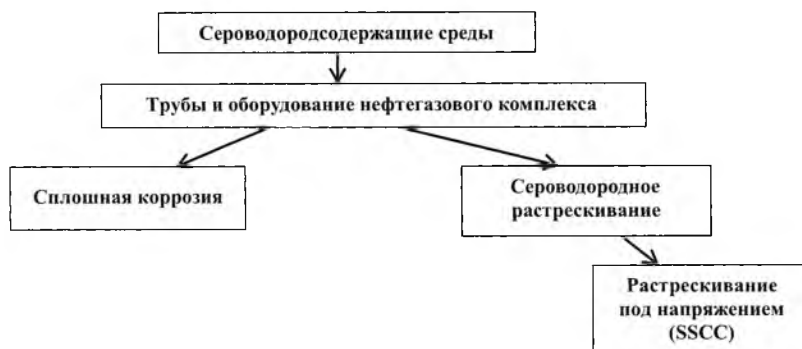 Сероводородсодержащие среды
Трубы и оборудование нефтегазового комплекса
Сплошная коррозия
Сероводородное
растрескивание
Растрескивание
под напряжением
(SSCC)